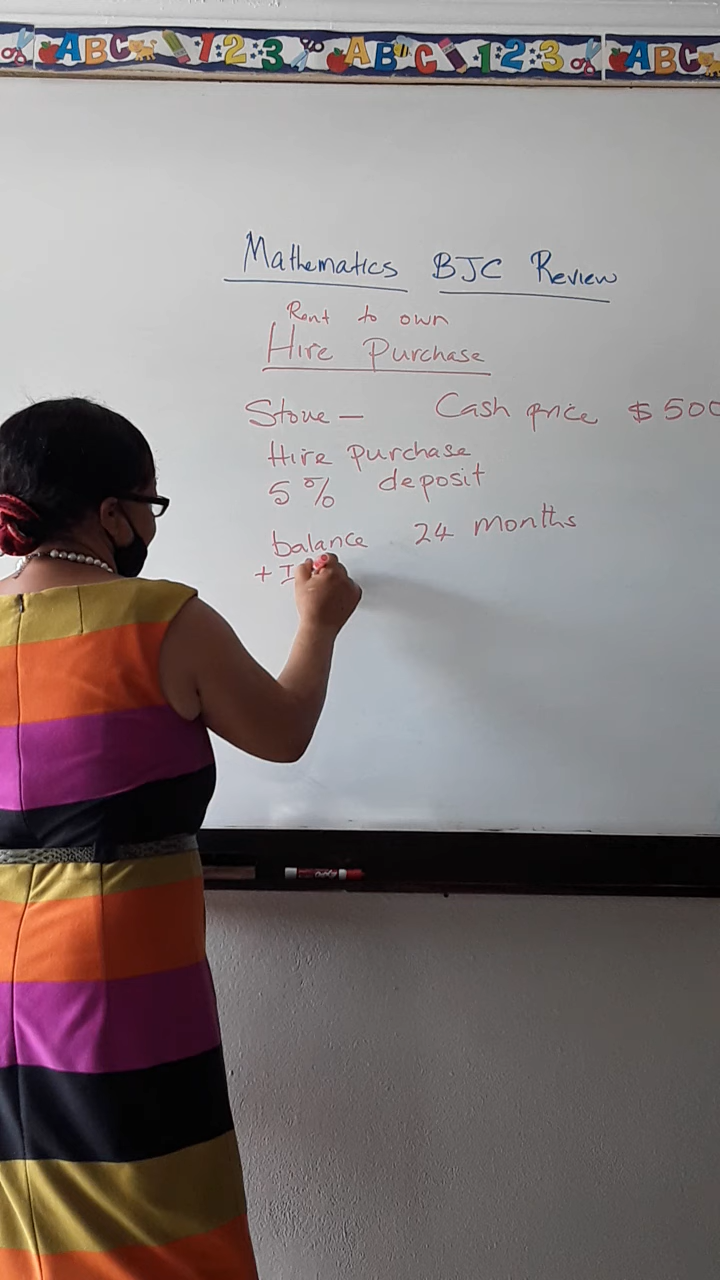 ABC 123 ABC 123 ABC
Mathematics BJC Review
Rent to own
Hire Purchase
Stove — Cash price $500
Hire purchase
5% deposit
balance 24 months
+ I